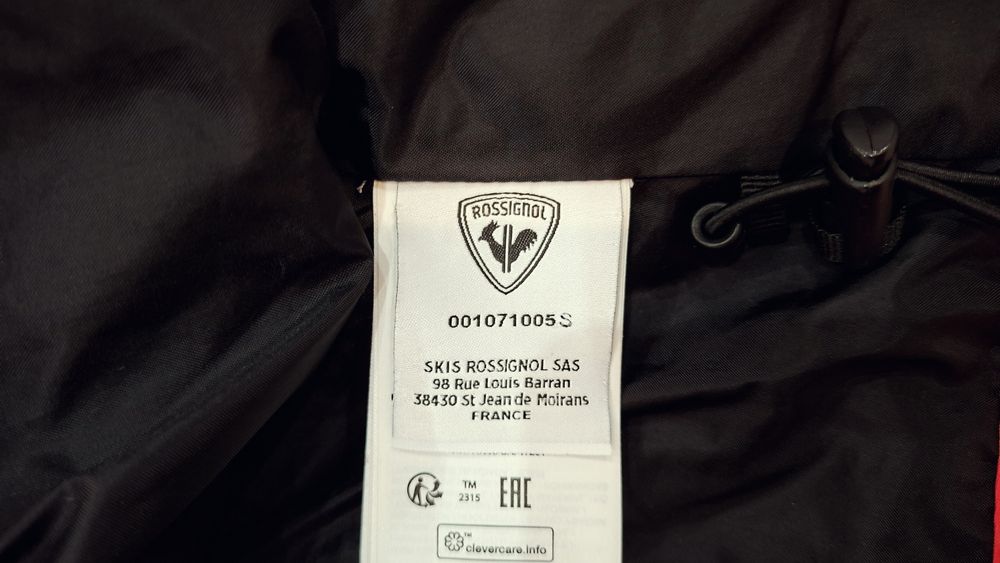 ROSSIGNOL
001071005S
SKIS ROSSIGNOL SAS
98 Rue Louis Barran
38430 St Jean de Moirans
FRANCE
TM
2315
EAC
TM
clevercare.info